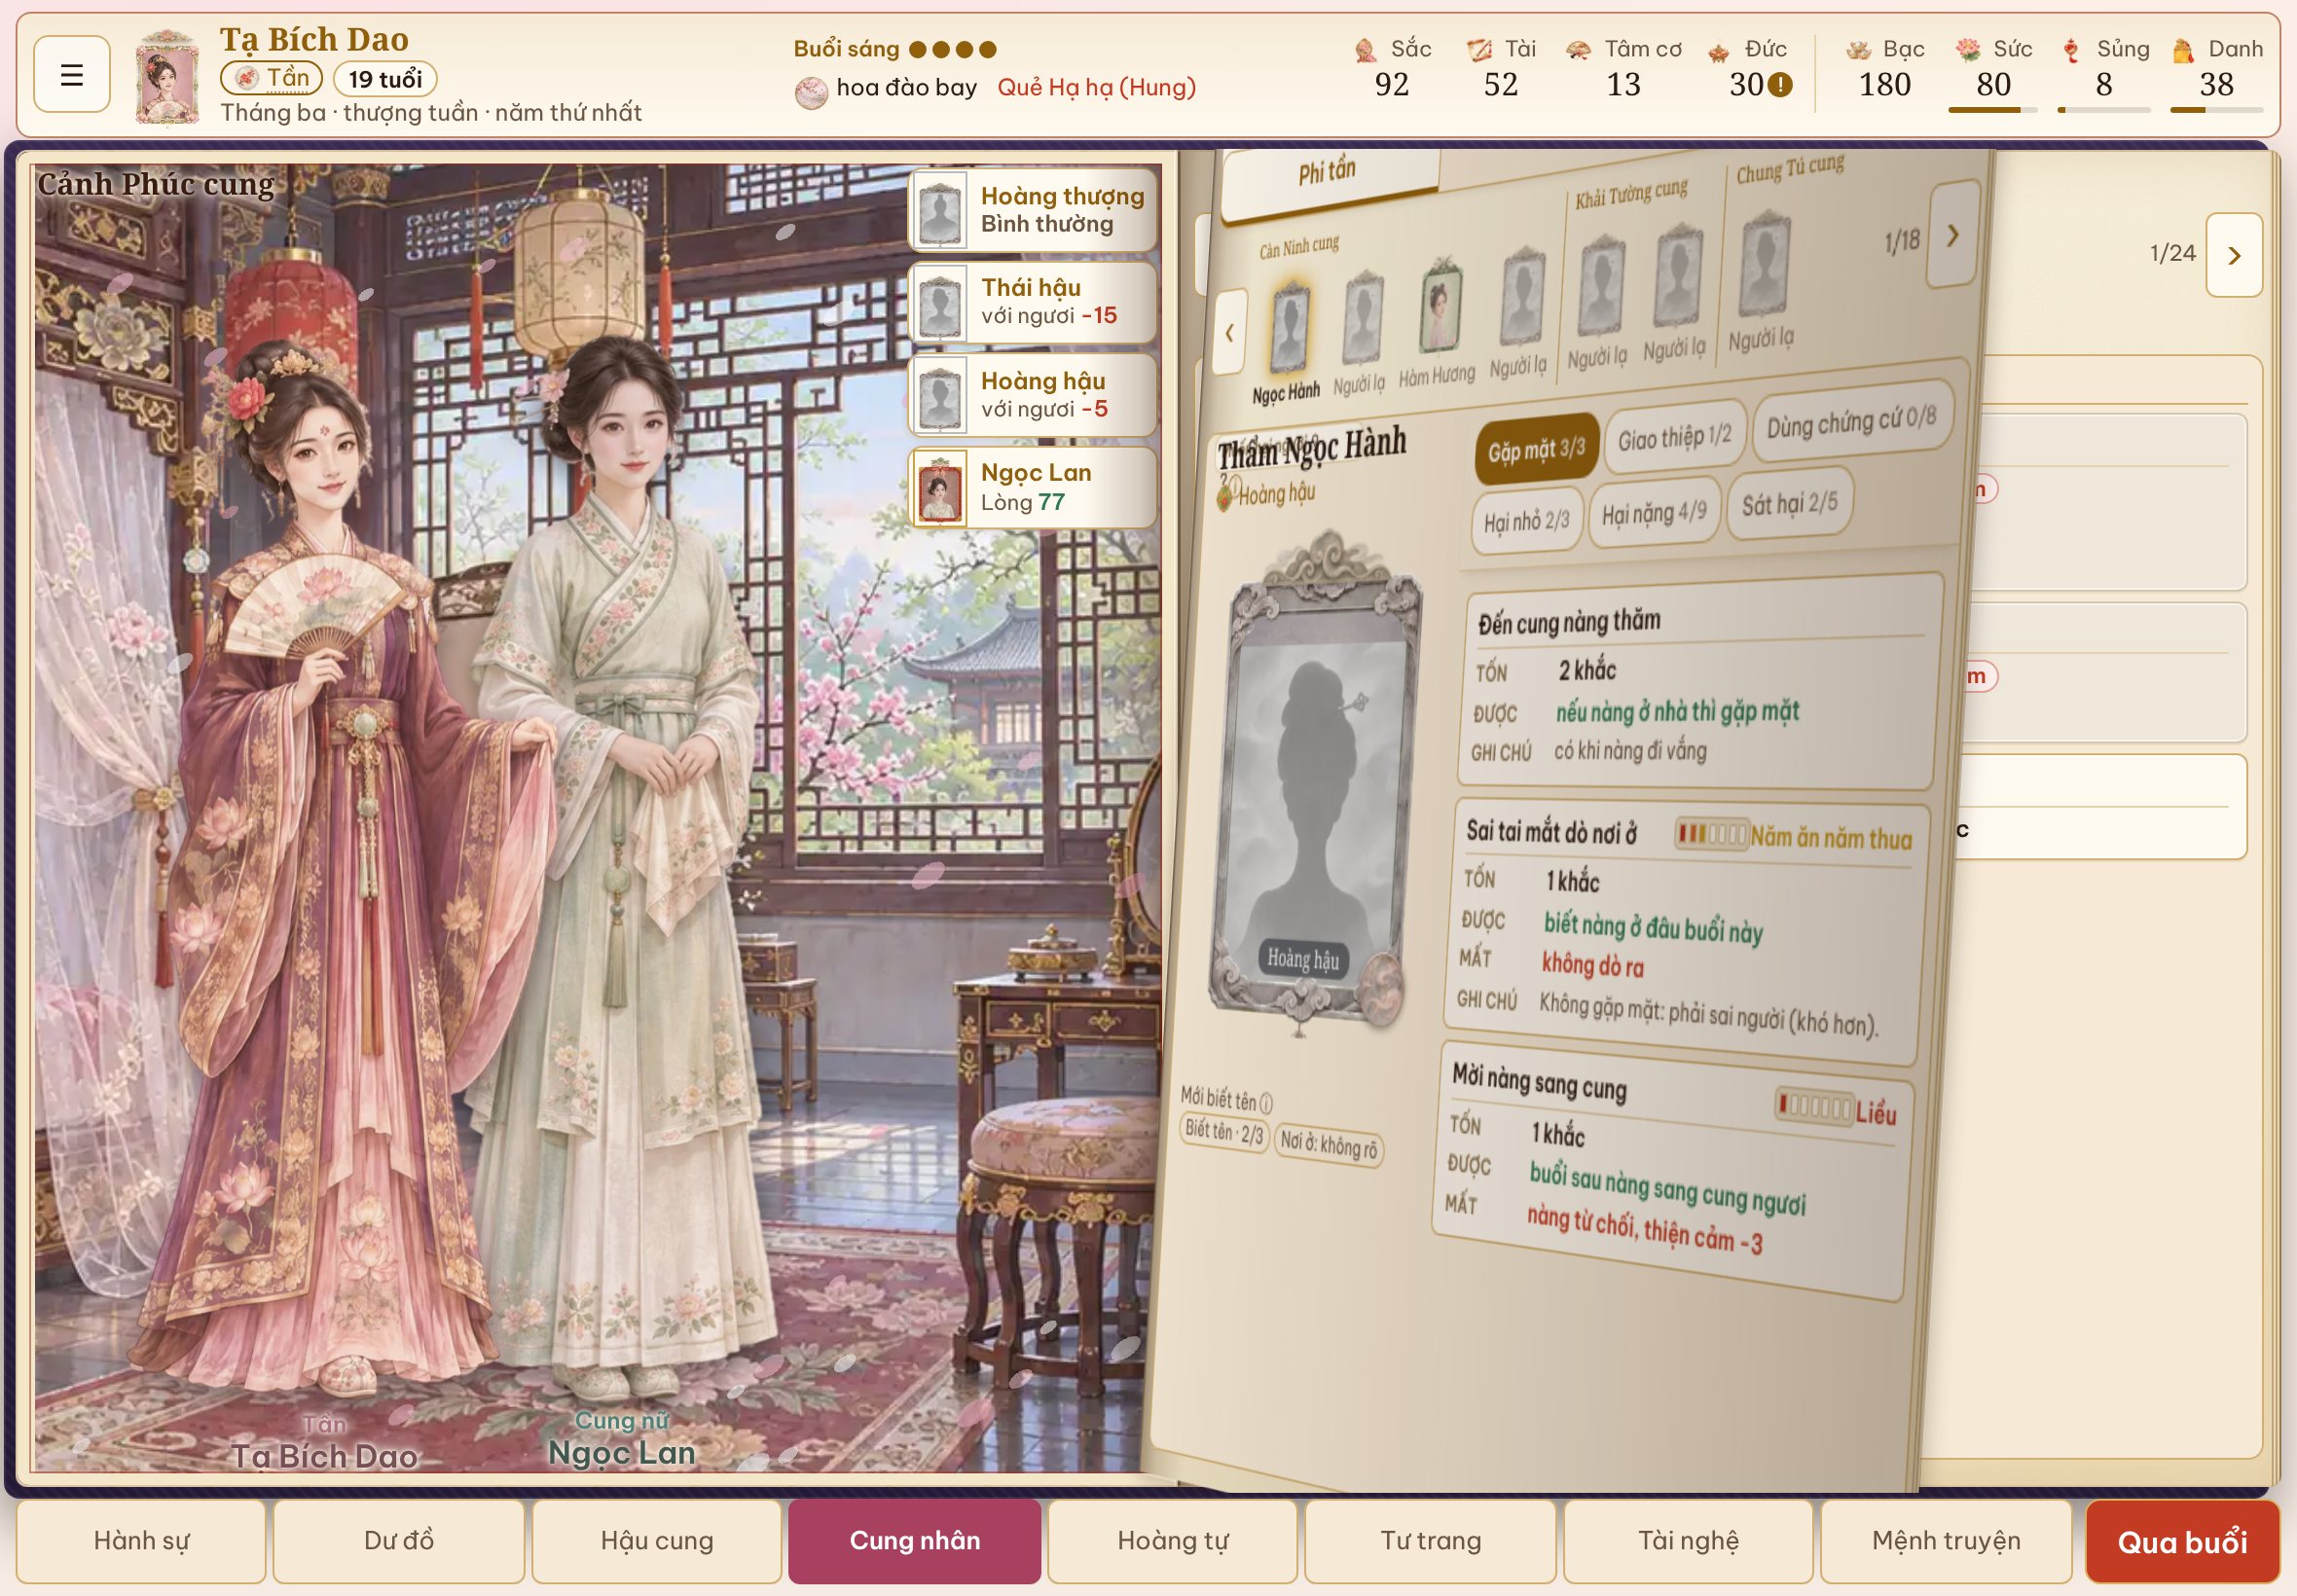 ☰
Tạ Bích Dao
Tần
19 tuổi
Tháng ba · thượng tuần · năm thứ nhất
Buổi sáng
hoa đào bay
Quẻ Hạ hạ (Hung)
Sắc
92
Tài
52
Tâm cơ
13
Đức
30!
Bạc
180
Sức
80
Sủng
8
Danh
38
Cảnh Phúc cung
Hoàng thượng
Bình thường
Thái hậu
với ngươi -15
Hoàng hậu
với ngươi -5
Ngọc Lan
Lòng 77
Tần
Tạ Bích Dao
Cung nữ
Ngọc Lan
Phi tần
Càn Ninh cung
Khải Tường cung
Chung Tú cung
‹
Ngọc Hành
Người lạ
Hàm Hương
Người lạ
Người lạ
Người lạ
Người lạ
1/18
›
Thẩm Ngọc Hành
Hoàng hậu
Hoàng hậu
Mới biết tên ⓘ
Biết tên · 2/3
Nơi ở: không rõ
Gặp mặt 3/3
Giao thiệp 1/2
Dùng chứng cứ 0/8
Hại nhỏ 2/3
Hại nặng 4/9
Sát hại 2/5
Đến cung nàng thăm
TỐN 2 khắc
ĐƯỢC nếu nàng ở nhà thì gặp mặt
GHI CHÚ có khi nàng đi vắng
Sai tai mắt dò nơi ở
Năm ăn năm thua
TỐN 1 khắc
ĐƯỢC biết nàng ở đâu buổi này
MẤT không dò ra
GHI CHÚ Không gặp mặt: phải sai người (khó hơn).
Mời nàng sang cung
Liều
TỐN 1 khắc
ĐƯỢC buổi sau nàng sang cung ngươi
MẤT nàng từ chối, thiện cảm -3
1/24
›
m
c
Hành sự
Dư đồ
Hậu cung
Cung nhân
Hoàng tự
Tư trang
Tài nghệ
Mệnh truyện
Qua buổi